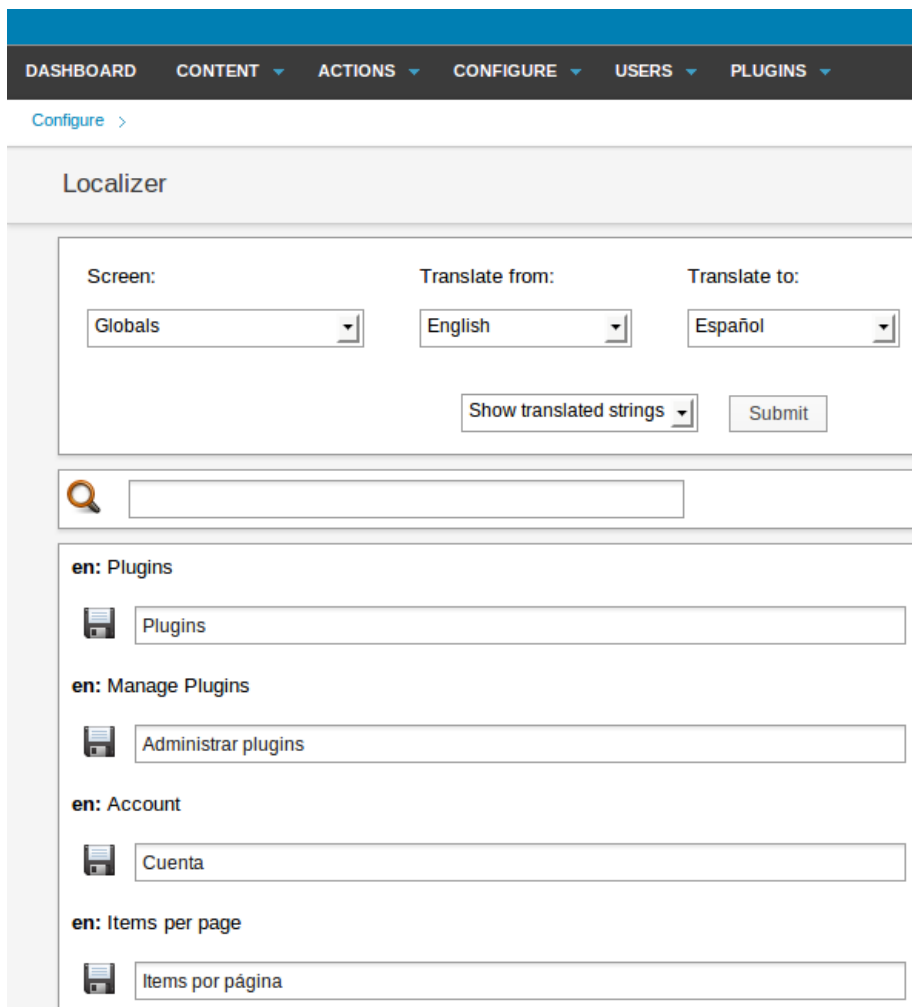 DASHBOARD CONTENT ACTIONS CONFIGURE USERS PLUGINS
Configure >
Localizer
Screen: Translate from: Translate to:
Globals English Español
Show translated strings Submit
en: Plugins
Plugins
en: Manage Plugins
Administrar plugins
en: Account
Cuenta
en: Items per page
Items por página